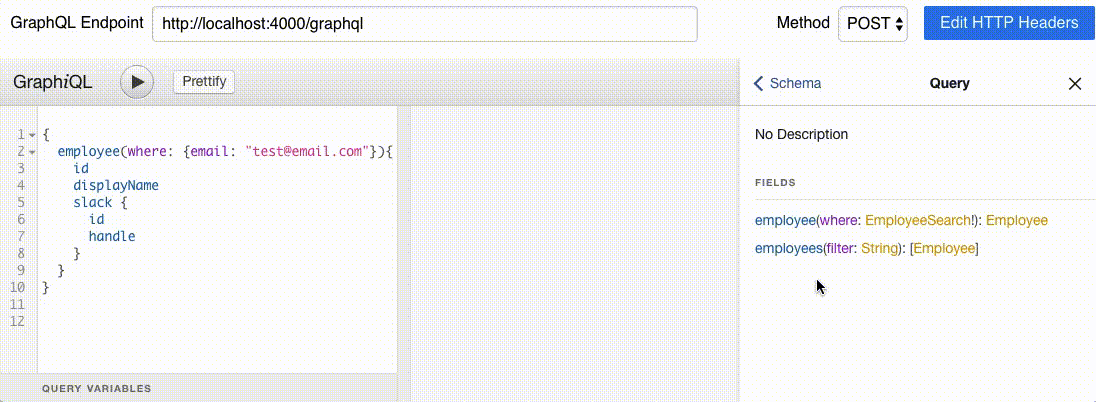 GraphQL Endpoint http://localhost:4000/graphql Method POST Edit HTTP Headers
GraphiQL Prettify Schema Query
1 {
2 employee(where: {email: "test@email.com"}){
3 id
4 displayName
5 slack {
6 id
7 handle
8 }
9 }
10 }
11
12
QUERY VARIABLES
No Description
FIELDS
employee(where: EmployeeSearch!): Employee
employees(filter: String): [Employee]